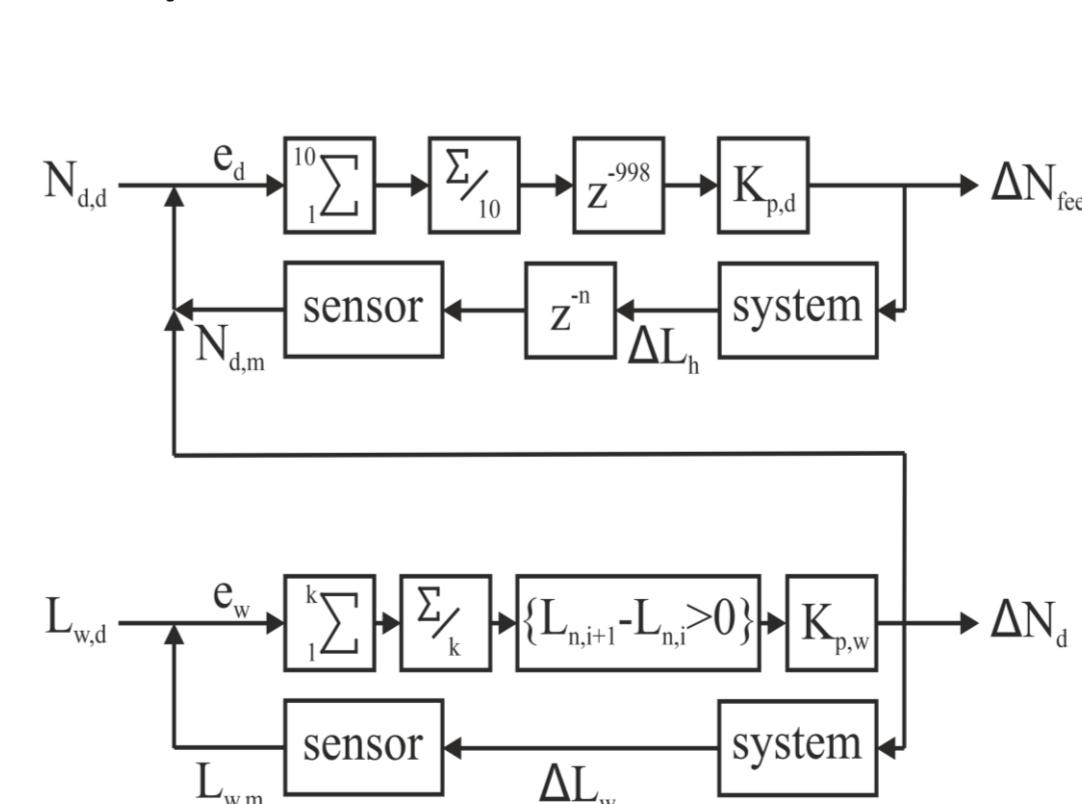 N_d,d e_d 10 Σ 1 Σ/10 z^-998 K_p,d ΔN_fee
N_d,m sensor z^-n ΔL_h system
L_w,d e_w k Σ 1 Σ/k {L_n,i+1-L_n,i>0} K_p,w ΔN_d
L_w,m sensor ΔL_w system